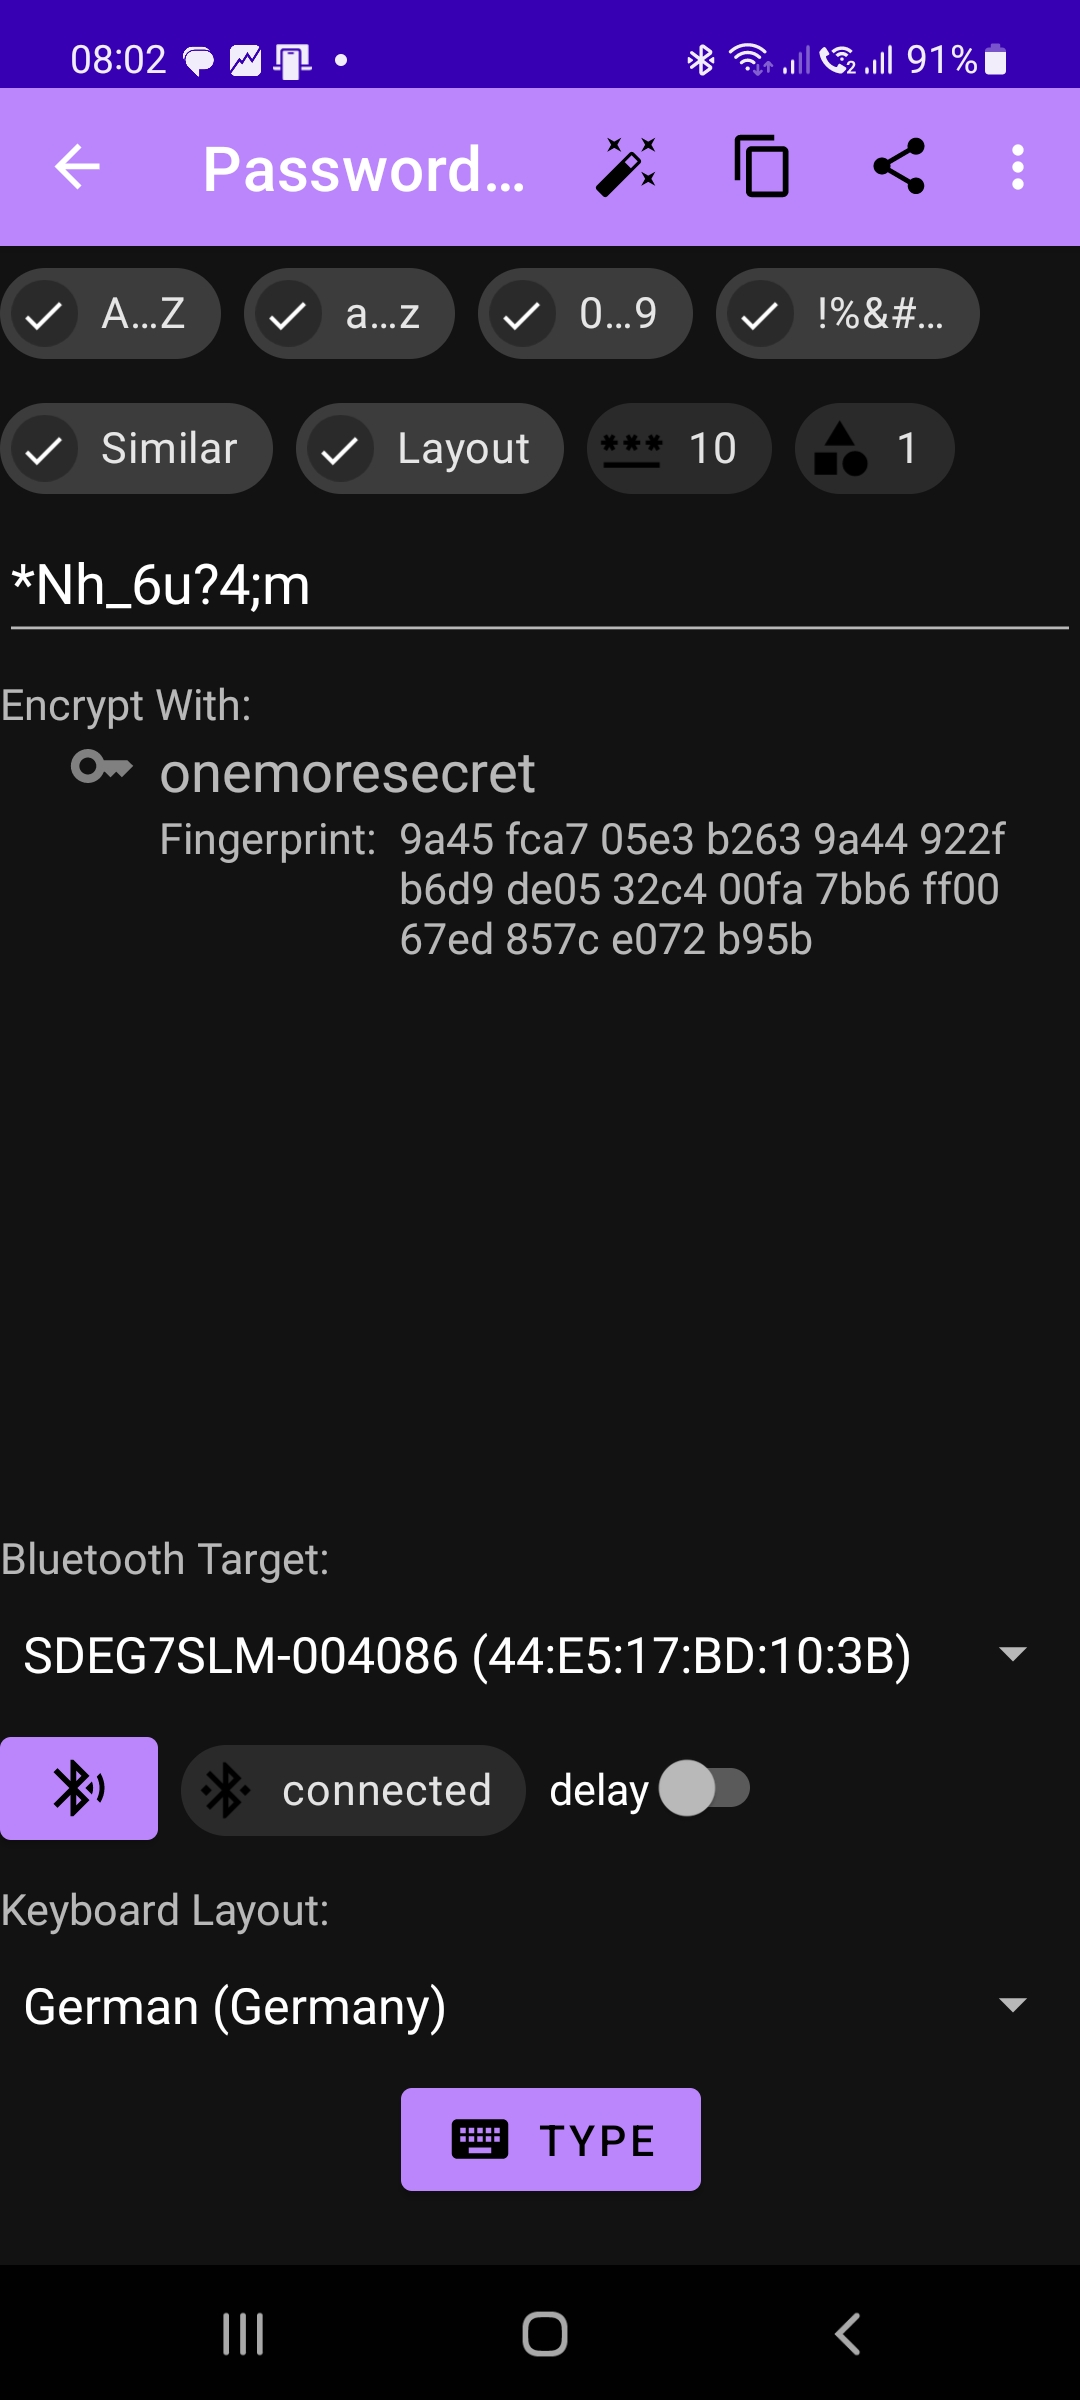 08:02 2 91%
Password...
A...Z a...z 0...9 !%&#...
Similar Layout *** 10 1
*Nh_6u?4;m
Encrypt With:
onemoresecret
Fingerprint: 9a45 fca7 05e3 b263 9a44 922f
b6d9 de05 32c4 00fa 7bb6 ff00
67ed 857c e072 b95b
Bluetooth Target:
SDEG7SLM-004086 (44:E5:17:BD:10:3B)
connected delay
Keyboard Layout:
German (Germany)
TYPE